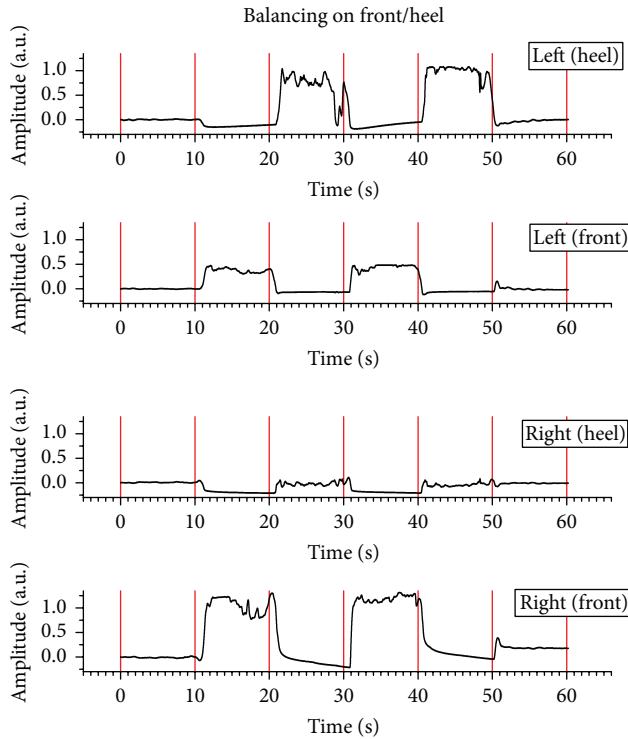 Balancing on front/heel
Left (heel)
Amplitude (a.u.)
1.0
0.5
0.0
0 10 20 30 40 50 60
Time (s)
Left (front)
Amplitude (a.u.)
1.0
0.5
0.0
0 10 20 30 40 50 60
Time (s)
Right (heel)
Amplitude (a.u.)
1.0
0.5
0.0
0 10 20 30 40 50 60
Time (s)
Right (front)
Amplitude (a.u.)
1.0
0.5
0.0
0 10 20 30 40 50 60
Time (s)